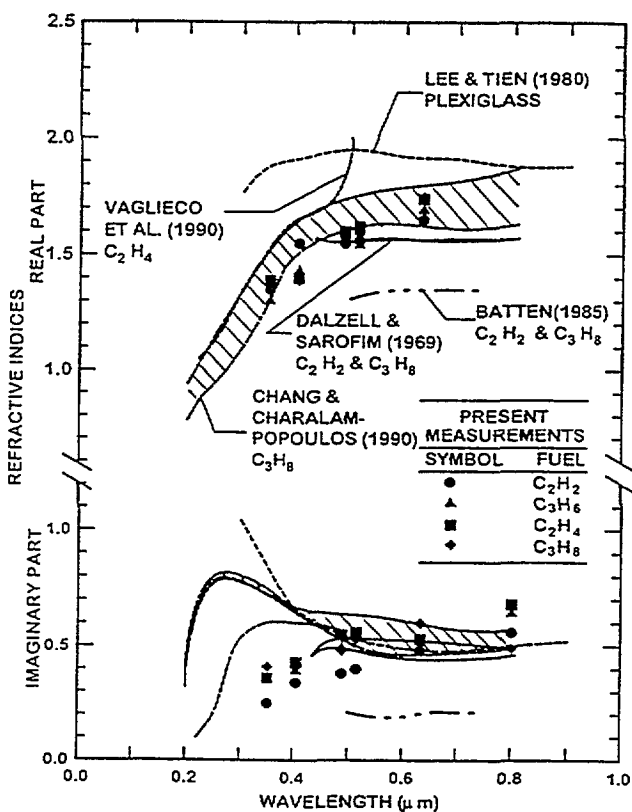 2.5
2.0
1.5
1.0
1.0
0.5
0.0
REFRACTIVE INDICES
REAL PART
IMAGINARY PART
LEE & TIEN (1980)
PLEXIGLASS
VAGLIECO
ET AL. (1990)
C2 H4
DALZELL &
SAROFIM (1969)
C2 H2 & C3 H8
BATTEN(1985)
C2 H2 & C3 H8
CHANG &
CHARALAM-
POPOULOS (1990)
C3H8
PRESENT
MEASUREMENTS
SYMBOL FUEL
● C2H2
▲ C3H6
■ C2H4
◆ C3H8
0.0 0.2 0.4 0.6 0.8 1.0
WAVELENGTH (μm)